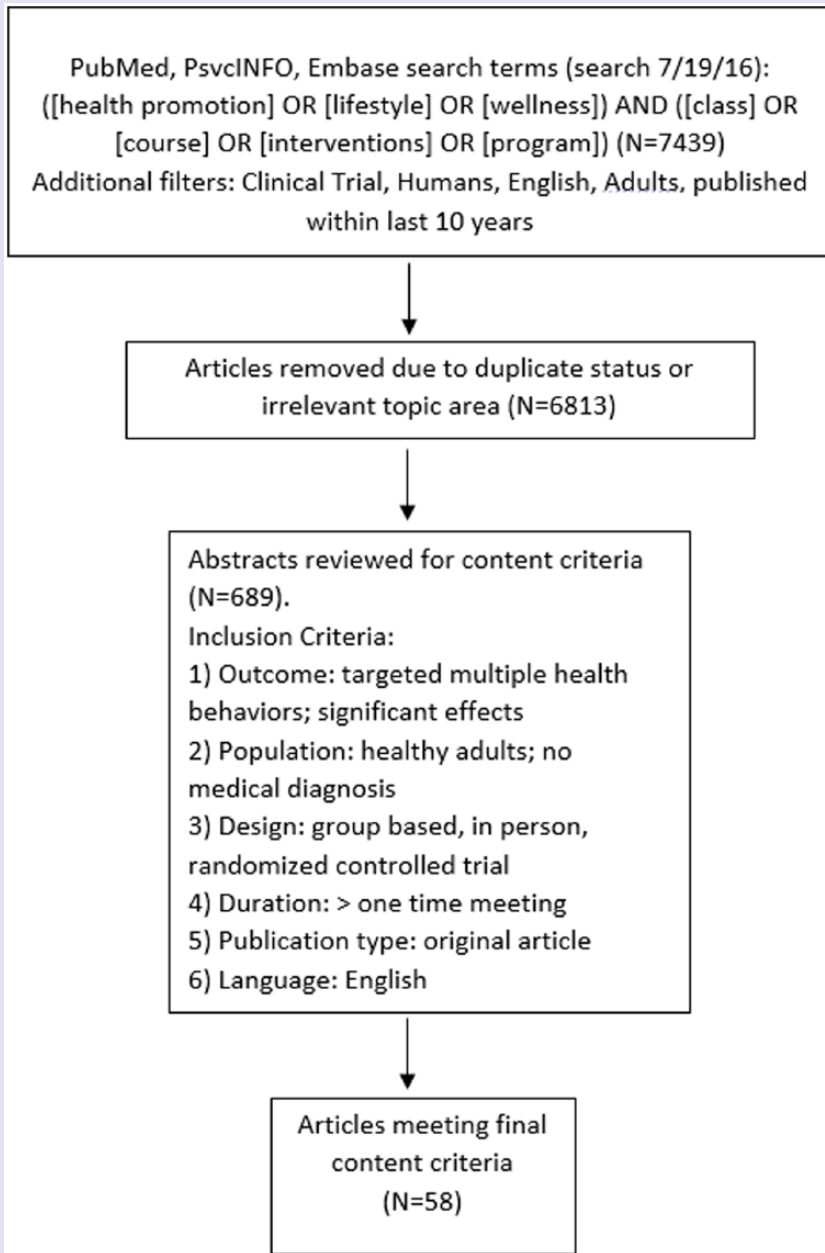 PubMed, PsvcINFO, Embase search terms (search 7/19/16):
([health promotion] OR [lifestyle] OR [wellness]) AND ([class] OR
[course] OR [interventions] OR [program]) (N=7439)
Additional filters: Clinical Trial, Humans, English, Adults, published
within last 10 years
Articles removed due to duplicate status or
irrelevant topic area (N=6813)
Abstracts reviewed for content criteria
(N=689).
Inclusion Criteria:
1) Outcome: targeted multiple health
behaviors; significant effects
2) Population: healthy adults; no
medical diagnosis
3) Design: group based, in person,
randomized controlled trial
4) Duration: > one time meeting
5) Publication type: original article
6) Language: English
Articles meeting final
content criteria
(N=58)